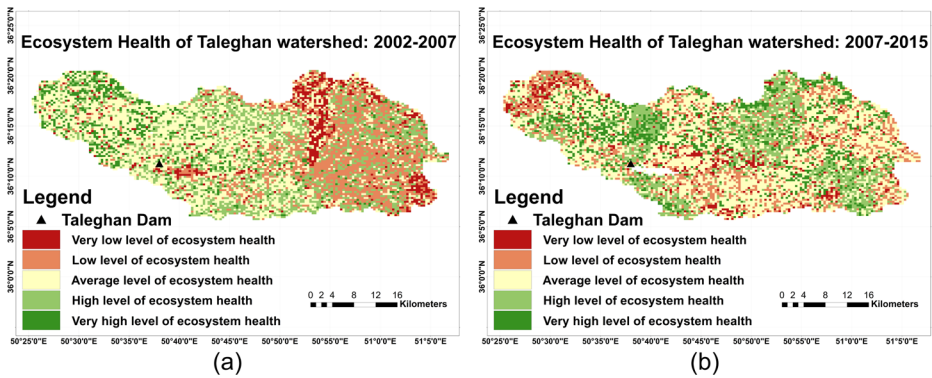 Ecosystem Health of Taleghan watershed: 2002-2007
36°25'0"N
36°20'0"N
36°15'0"N
36°10'0"N
36°5'0"N
36°0'0"N
Legend
Taleghan Dam
Very low level of ecosystem health
Low level of ecosystem health
Average level of ecosystem health
High level of ecosystem health
Very high level of ecosystem health
0 2 4 8 12 16
Kilometers
50°25'0"E 50°30'0"E 50°35'0"E 50°40'0"E 50°45'0"E 50°50'0"E 50°55'0"E 51°0'0"E 51°5'0"E
(a)
Ecosystem Health of Taleghan watershed: 2007-2015
36°25'0"N
36°20'0"N
36°15'0"N
36°10'0"N
36°5'0"N
36°0'0"N
Legend
Taleghan Dam
Very low level of ecosystem health
Low level of ecosystem health
Average level of ecosystem health
High level of ecosystem health
Very high level of ecosystem health
0 2 4 8 12 16
Kilometers
50°25'0"E 50°30'0"E 50°35'0"E 50°40'0"E 50°45'0"E 50°50'0"E 50°55'0"E 51°0'0"E 51°5'0"E
(b)